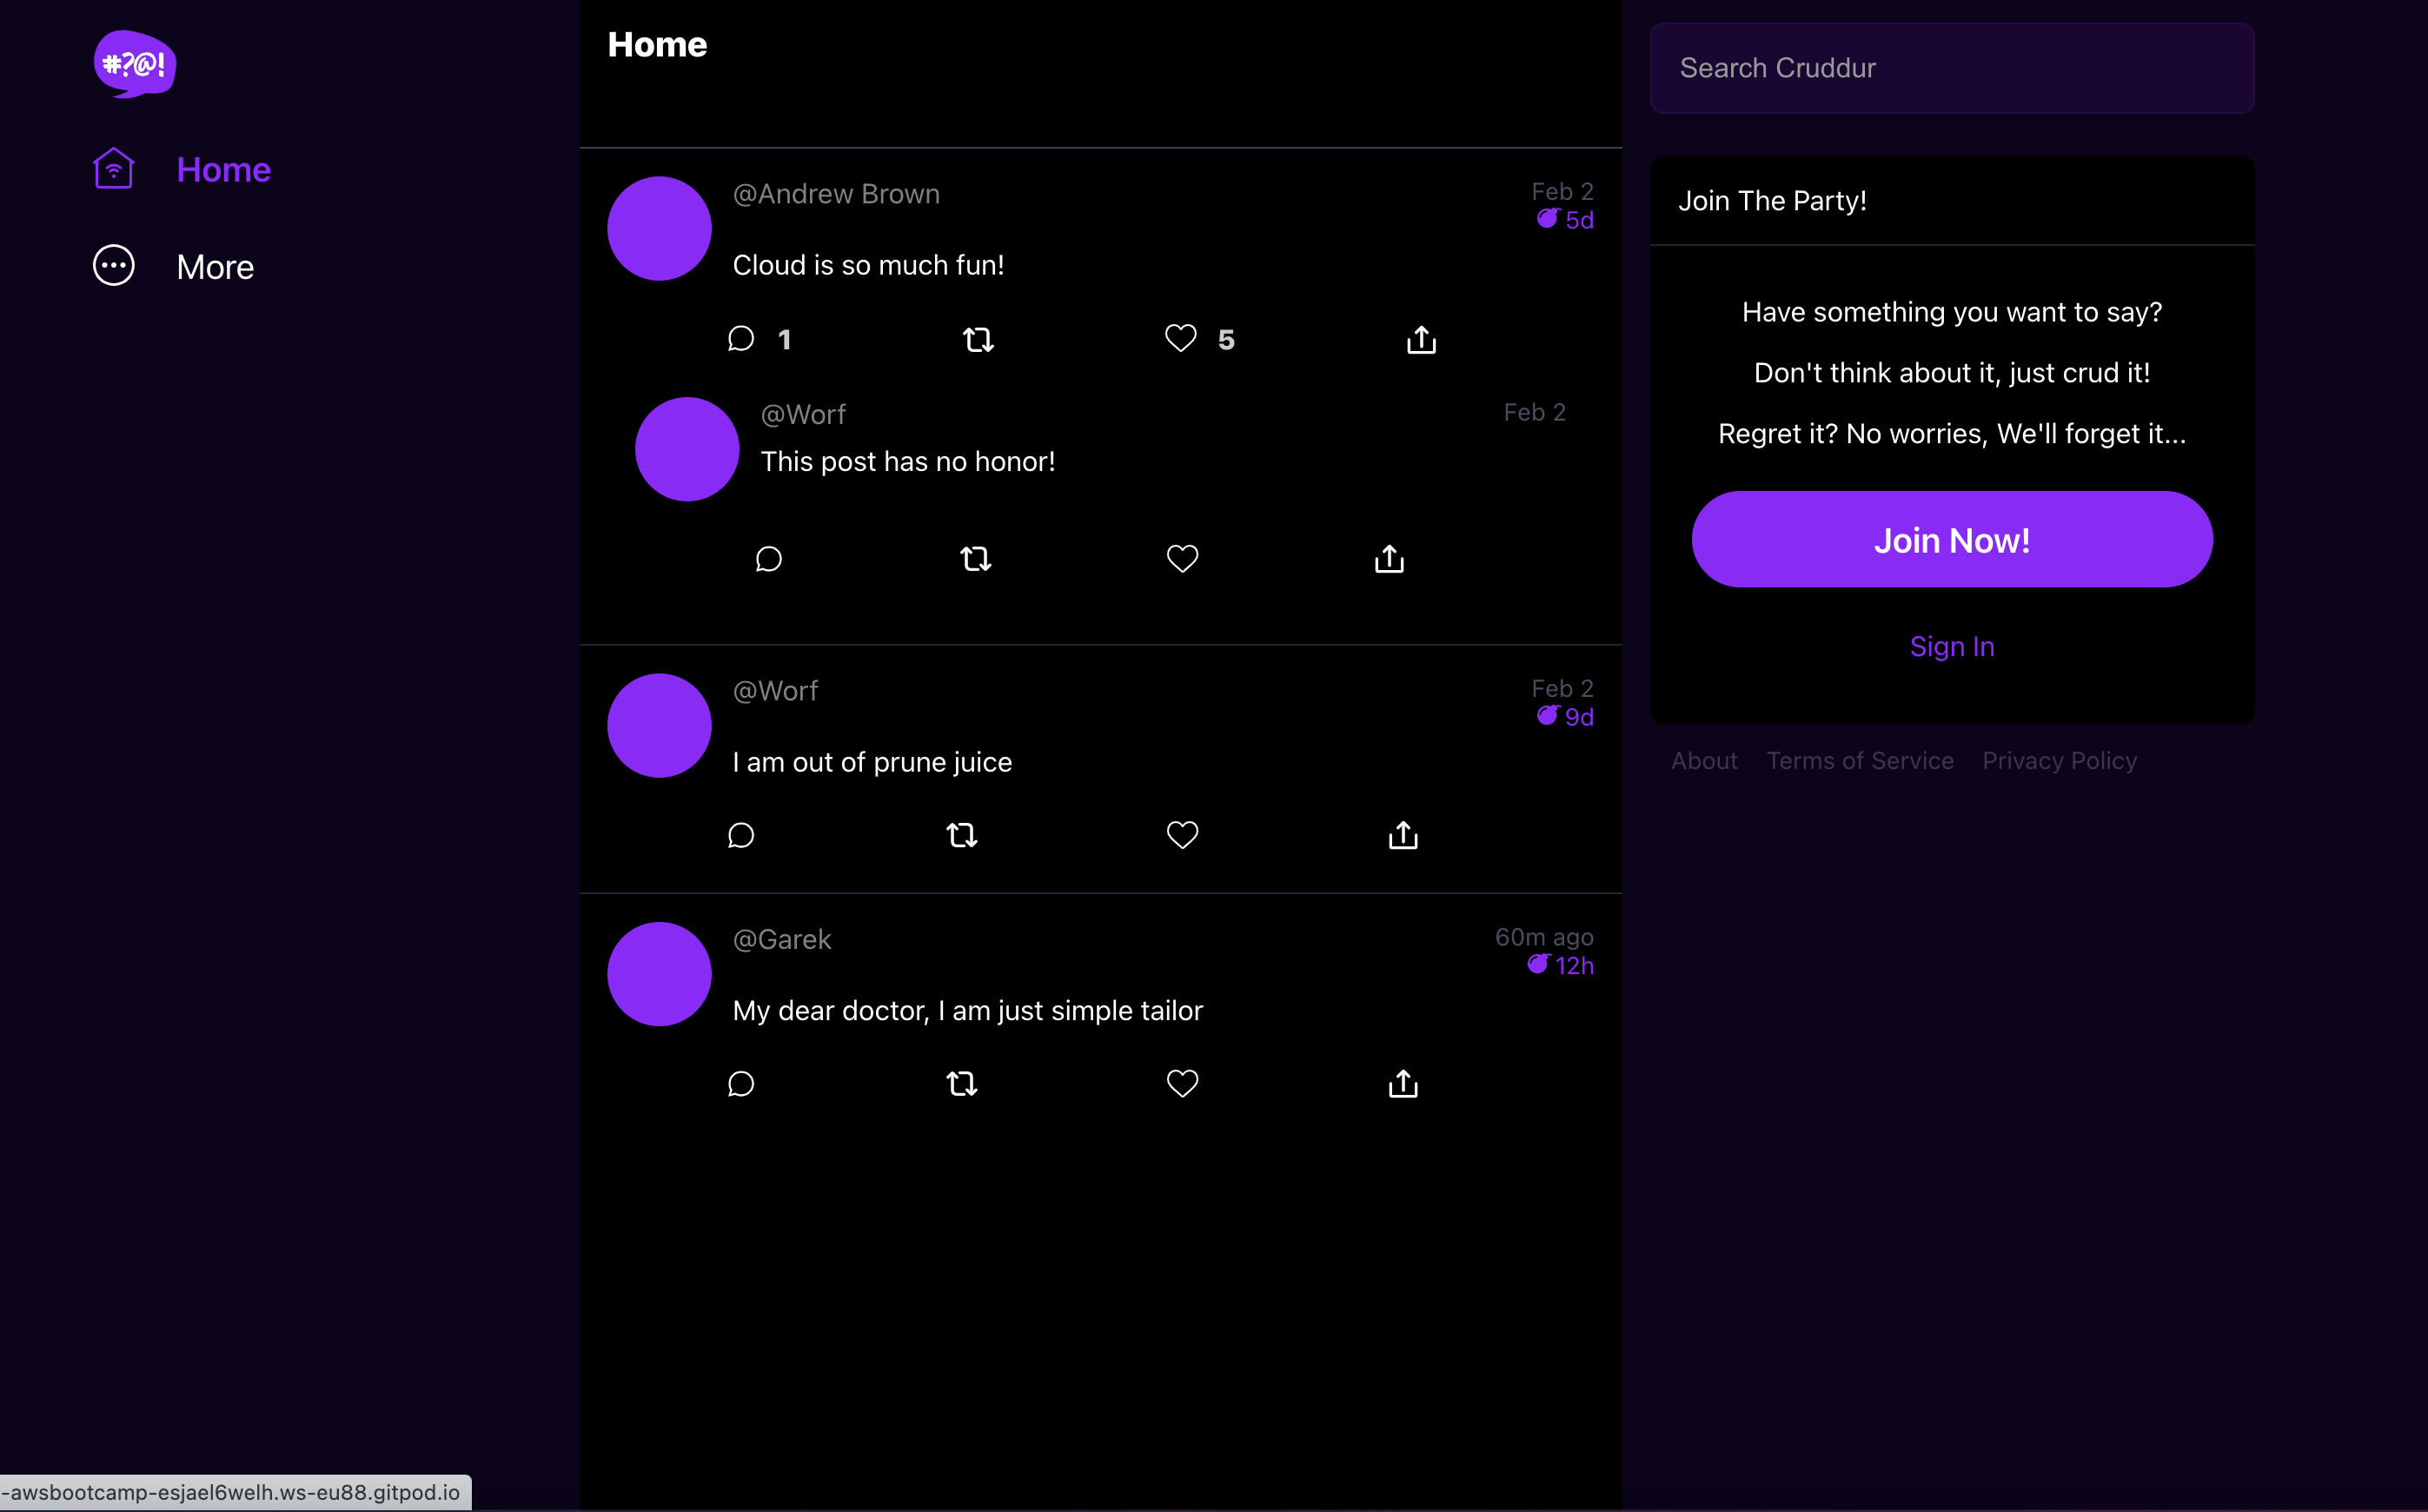 #?@!
Home
More
Home
@Andrew Brown
Feb 2
5d
Cloud is so much fun!
1
5
@Worf
Feb 2
This post has no honor!
@Worf
Feb 2
9d
I am out of prune juice
@Garek
60m ago
12h
My dear doctor, I am just simple tailor
Search Cruddur
Join The Party!
Have something you want to say?
Don't think about it, just crud it!
Regret it? No worries, We'll forget it...
Join Now!
Sign In
About Terms of Service Privacy Policy
-awsbootcamp-esjael6welh.ws-eu88.gitpod.io